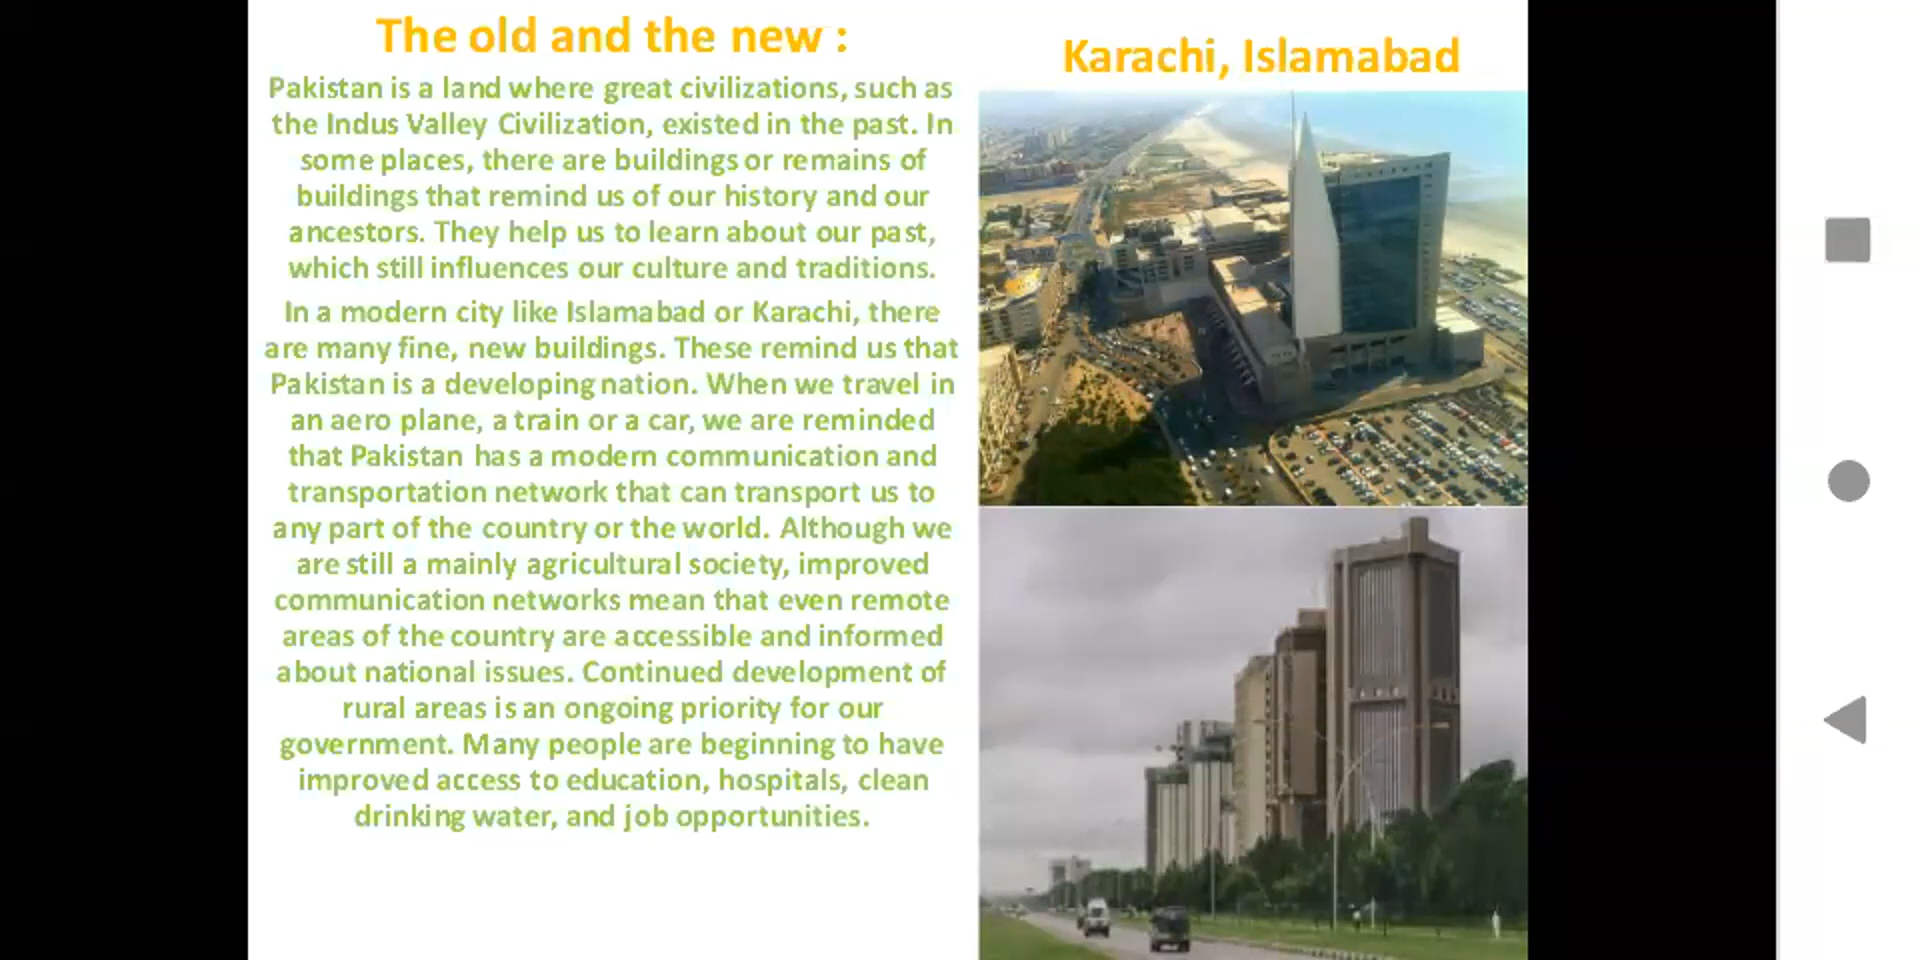 The old and the new :
Pakistan is a land where great civilizations, such as
the Indus Valley Civilization, existed in the past. In
some places, there are buildings or remains of
buildings that remind us of our history and our
ancestors. They help us to learn about our past,
which still influences our culture and traditions.
In a modern city like Islamabad or Karachi, there
are many fine, new buildings. These remind us that
Pakistan is a developing nation. When we travel in
an aero plane, a train or a car, we are reminded
that Pakistan has a modern communication and
transportation network that can transport us to
any part of the country or the world. Although we
are still a mainly agricultural society, improved
communication networks mean that even remote
areas of the country are accessible and informed
about national issues. Continued development of
rural areas is an ongoing priority for our
government. Many people are beginning to have
improved access to education, hospitals, clean
drinking water, and job opportunities.
Karachi, Islamabad